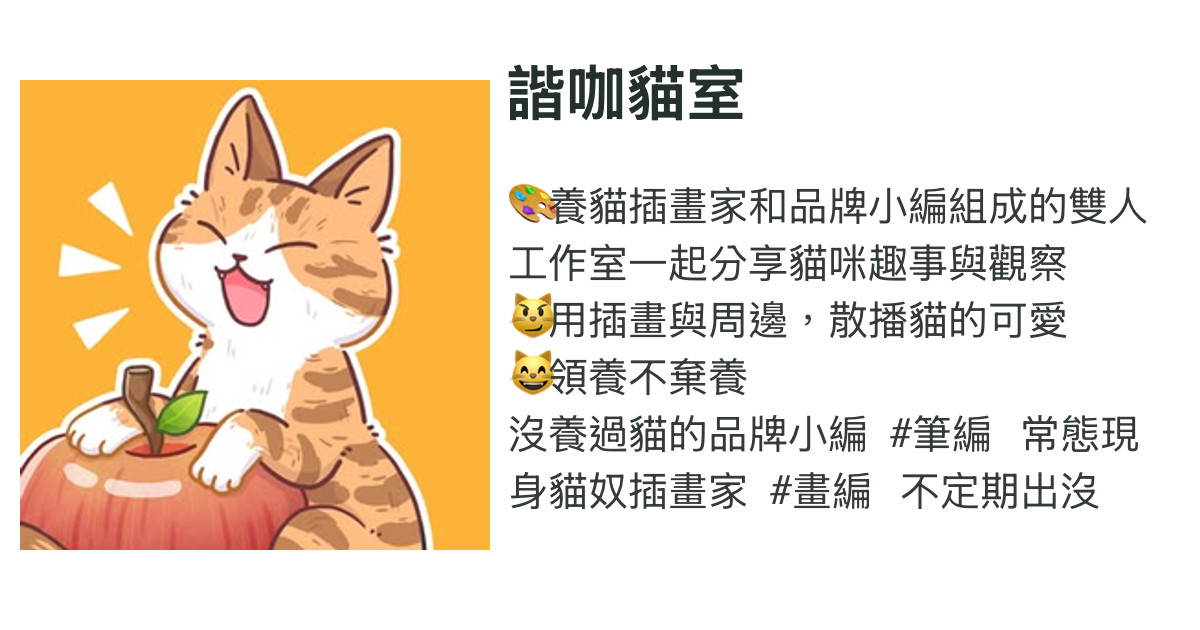 諧咖貓室
🎨養貓插畫家和品牌小編組成的雙人
工作室一起分享貓咪趣事與觀察
😼用插畫與周邊，散播貓的可愛
😸領養不棄養
沒養過貓的品牌小編 #筆編 常態現
身貓奴插畫家 #畫編 不定期出沒